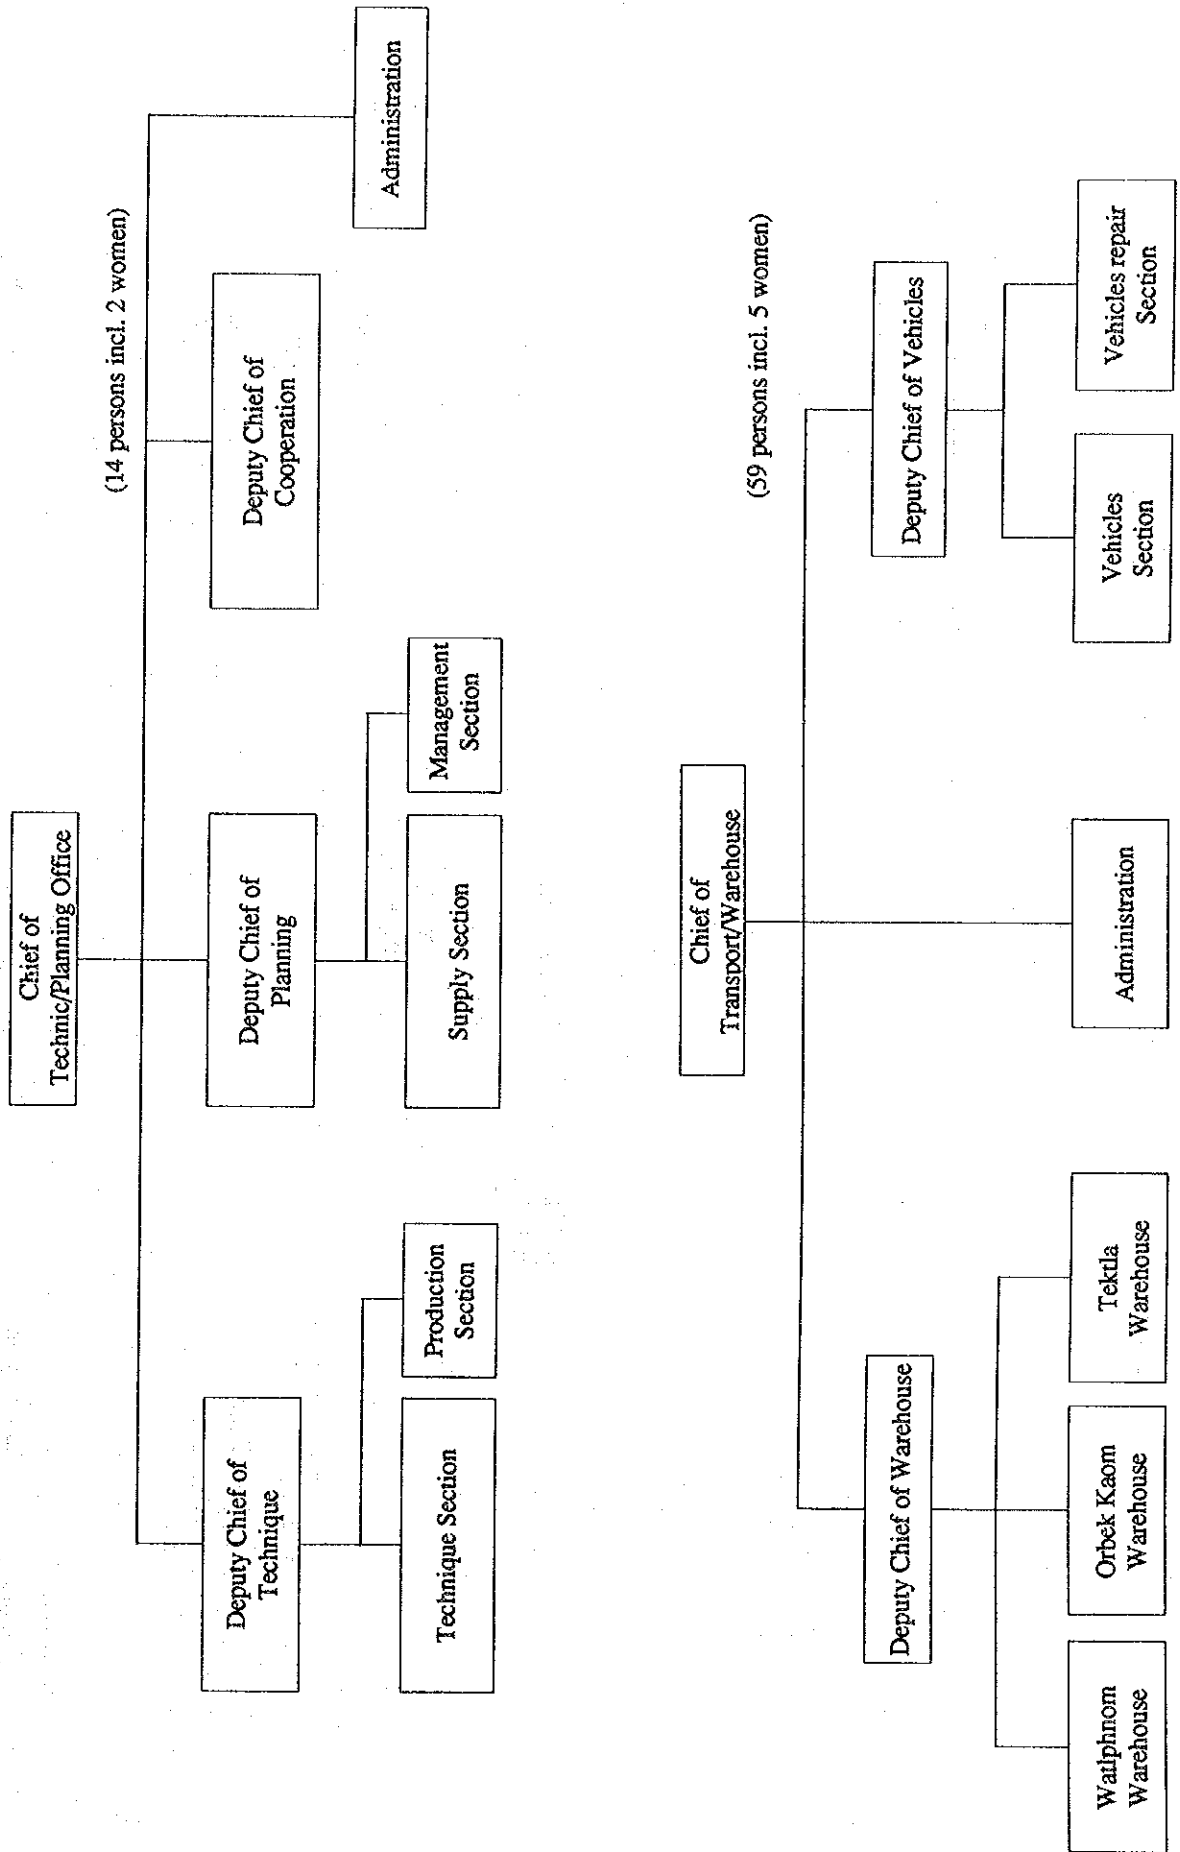 Chief of
Technic/Planning Office
(14 persons incl. 2 women)
Deputy Chief of
Technique
Deputy Chief of
Planning
Deputy Chief of
Cooperation
Administration
Technique Section
Production
Section
Supply Section
Management
Section
Chief of
Transport/Warehouse
(59 persons incl. 5 women)
Deputy Chief of Warehouse
Deputy Chief of Vehicles
Watlphnom
Warehouse
Orbek Kaom
Warehouse
Tektla
Warehouse
Administration
Vehicles
Section
Vehicles repair
Section